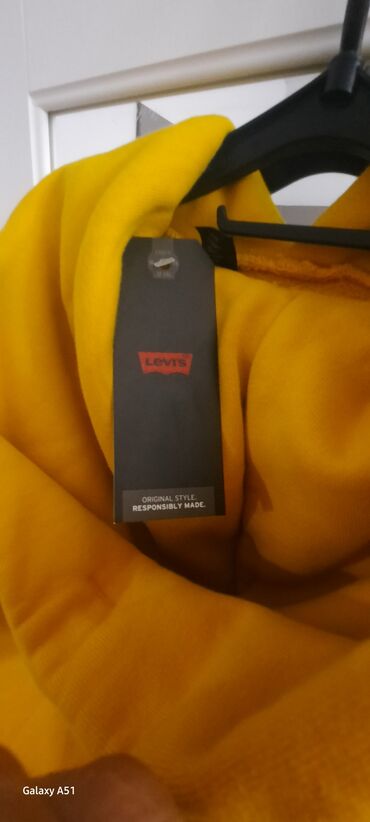 Levi's
ORIGINAL STYLE.
RESPONSIBLY MADE.
Galaxy A51